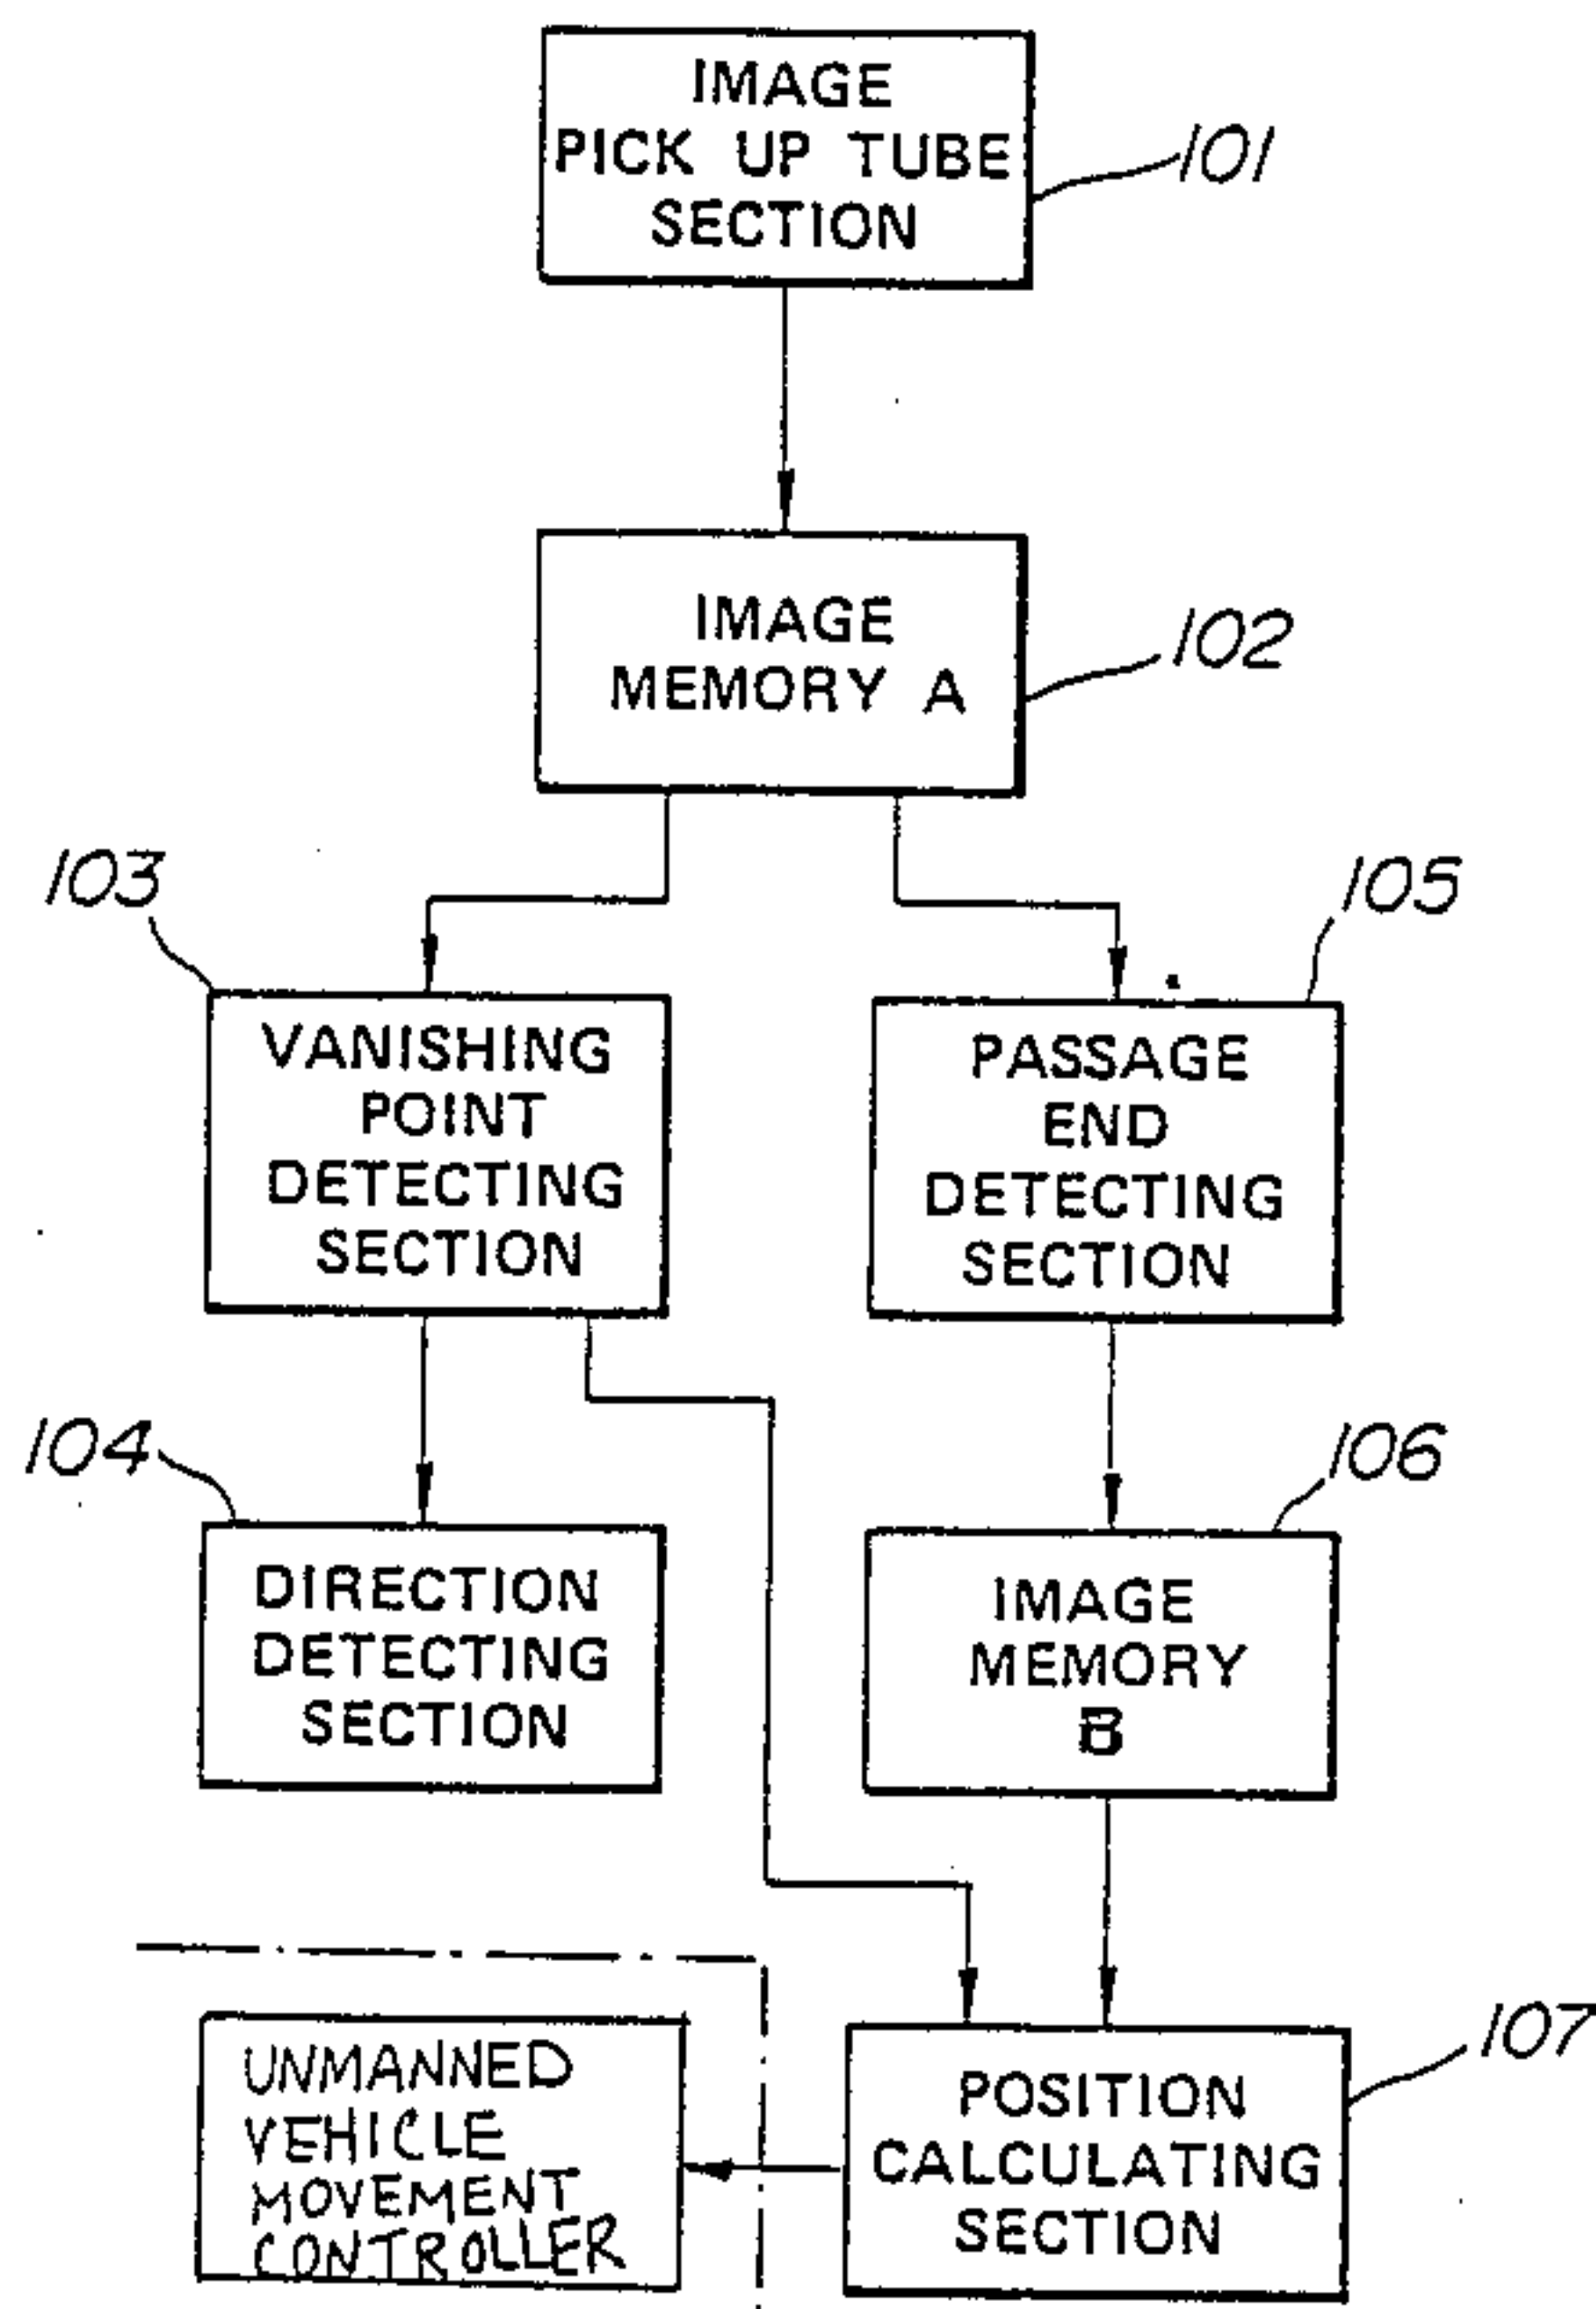 IMAGE
PICK UP TUBE
SECTION
101
IMAGE
MEMORY A
102
103
VANISHING
POINT
DETECTING
SECTION
105
PASSAGE
END
DETECTING
SECTION
104
DIRECTION
DETECTING
SECTION
106
IMAGE
MEMORY
B
UNMANNED
VEHICLE
MOVEMENT
CONTROLLER
107
POSITION
CALCULATING
SECTION